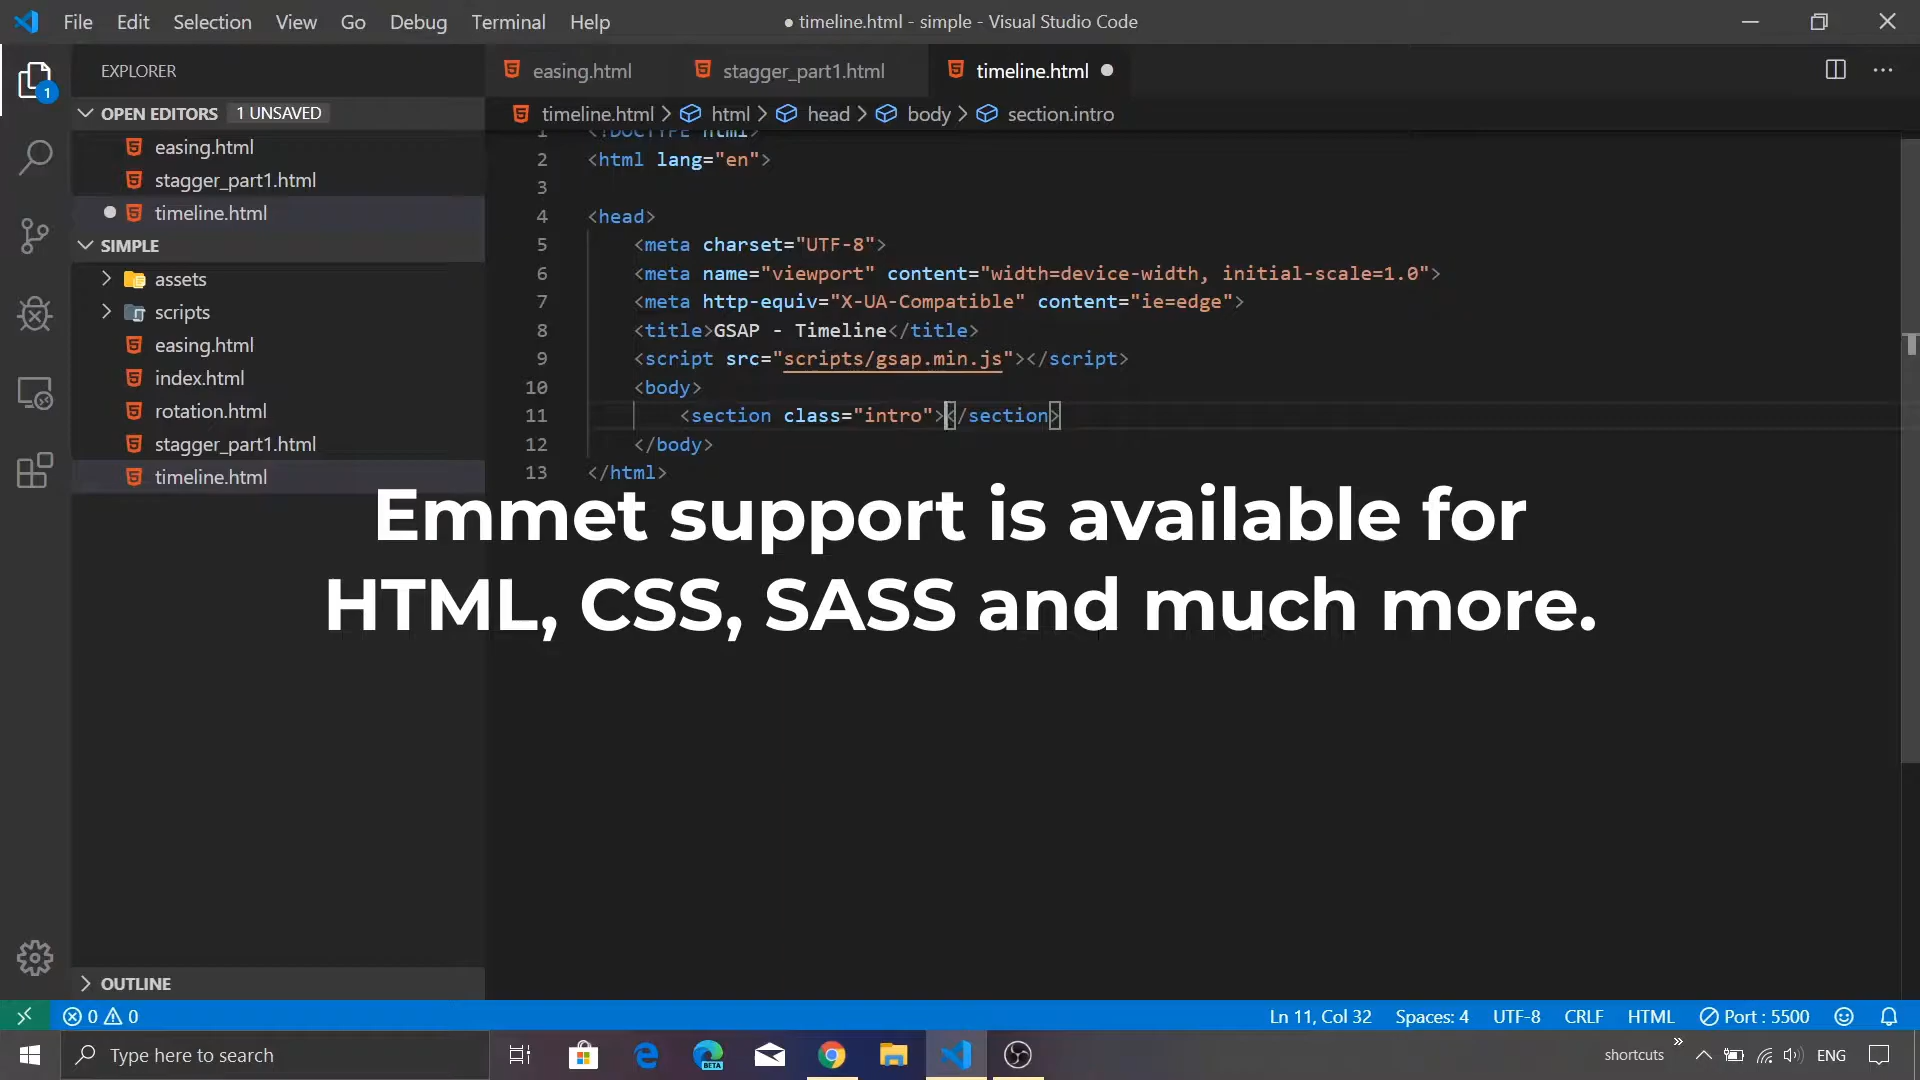 File Edit Selection View Go Debug Terminal Help
● timeline.html - simple - Visual Studio Code
EXPLORER
OPEN EDITORS 1 UNSAVED
easing.html
stagger_part1.html
timeline.html
SIMPLE
assets
scripts
easing.html
index.html
rotation.html
stagger_part1.html
timeline.html
OUTLINE
1
easing.html stagger_part1.html timeline.html
timeline.html > html > head > body > section.intro
1 <!DOCTYPE html>
2 <html lang="en">
3
4 <head>
5 <meta charset="UTF-8">
6 <meta name="viewport" content="width=device-width, initial-scale=1.0">
7 <meta http-equiv="X-UA-Compatible" content="ie=edge">
8 <title>GSAP - Timeline</title>
9 <script src="scripts/gsap.min.js"></script>
10 <body>
11 <section class="intro"></section>
12 </body>
13 </html>
Emmet support is available for
HTML, CSS, SASS and much more.
0 0 Ln 11, Col 32 Spaces: 4 UTF-8 CRLF HTML Port : 5500
Type here to search
BETA
shortcuts » ENG